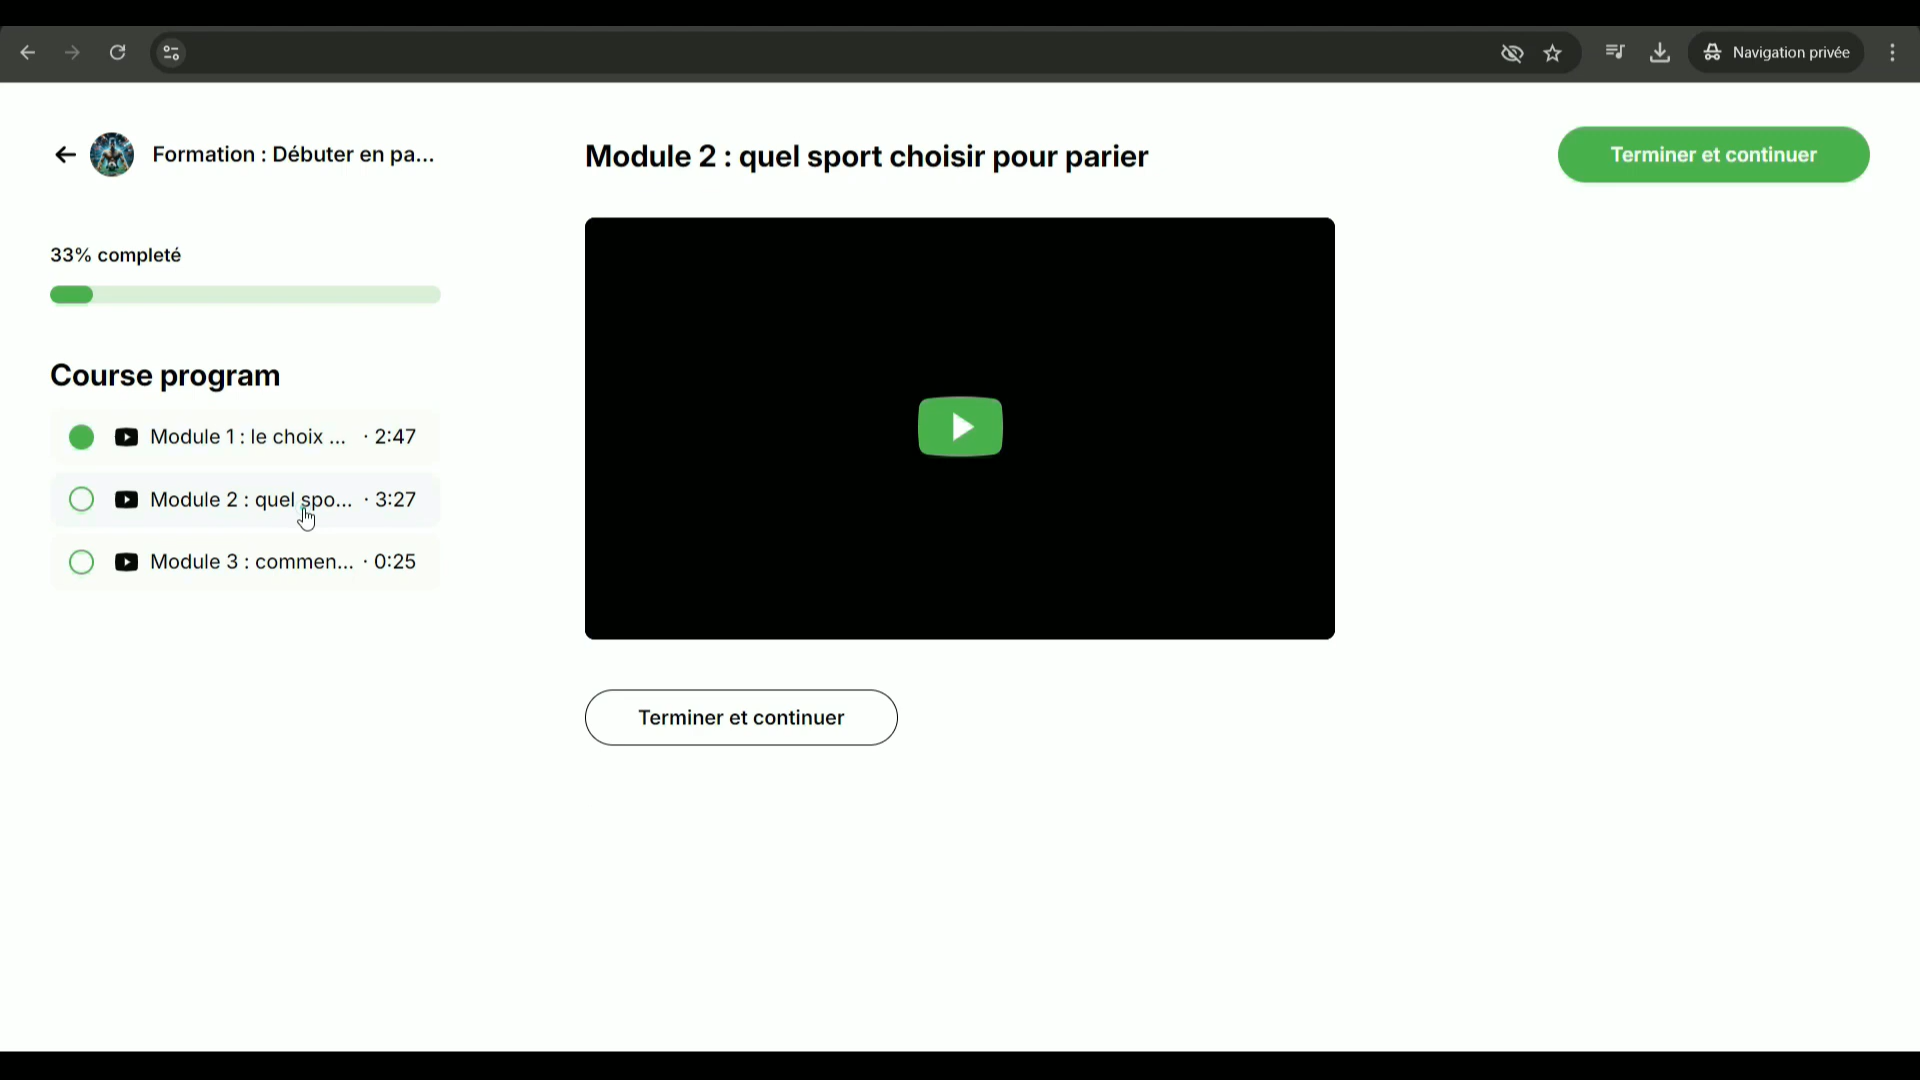 Navigation privée
Formation : Débuter en pa...
Module 2 : quel sport choisir pour parier
Terminer et continuer
33% completé
Course program
Module 1 : le choix ... · 2:47
Module 2 : quel spo... · 3:27
Module 3 : commen... · 0:25
Terminer et continuer